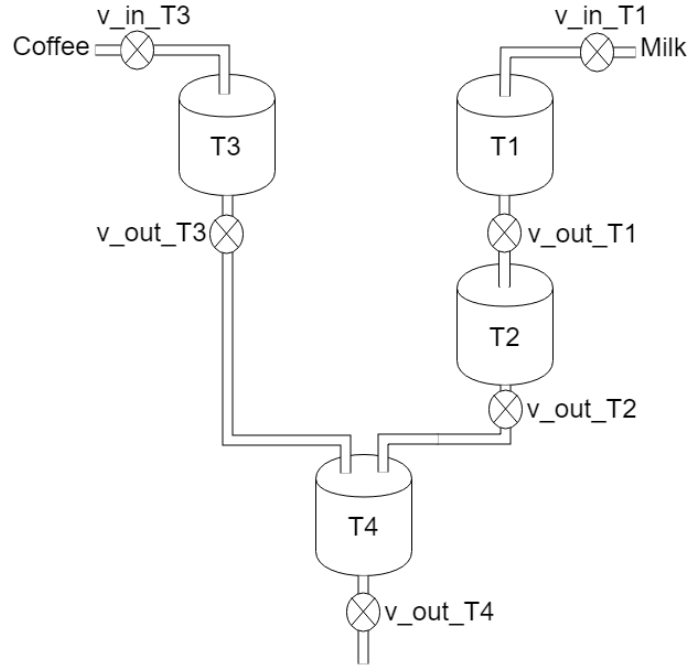 v_in_T3
v_in_T1
Coffee
Milk
T3
T1
v_out_T3
v_out_T1
T2
v_out_T2
T4
v_out_T4